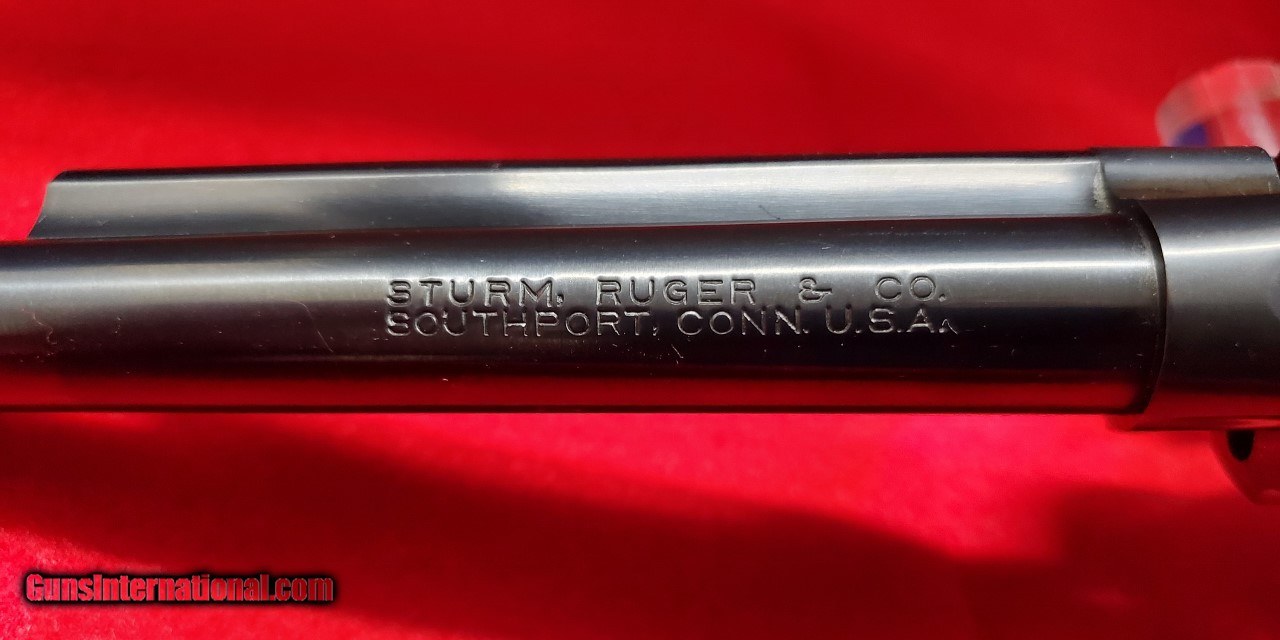 STURM, RUGER & CO.
SOUTHPORT, CONN. U.S.A.
GunsInternational.com